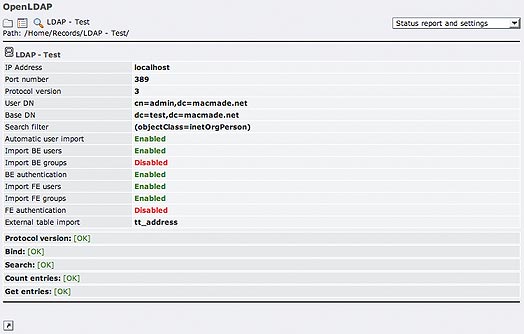 OpenLDAP
LDAP - Test
Status report and settings
Path: /Home/Records/LDAP - Test/
LDAP - Test
IP Address localhost
Port number 389
Protocol version 3
User DN cn=admin,dc=macmade.net
Base DN dc=test,dc=macmade.net
Search filter (objectClass=inetOrgPerson)
Automatic user import Enabled
Import BE users Enabled
Import BE groups Disabled
BE authentication Enabled
Import FE users Enabled
Import FE groups Enabled
FE authentication Disabled
External table import tt_address
Protocol version: [OK]
Bind: [OK]
Search: [OK]
Count entries: [OK]
Get entries: [OK]